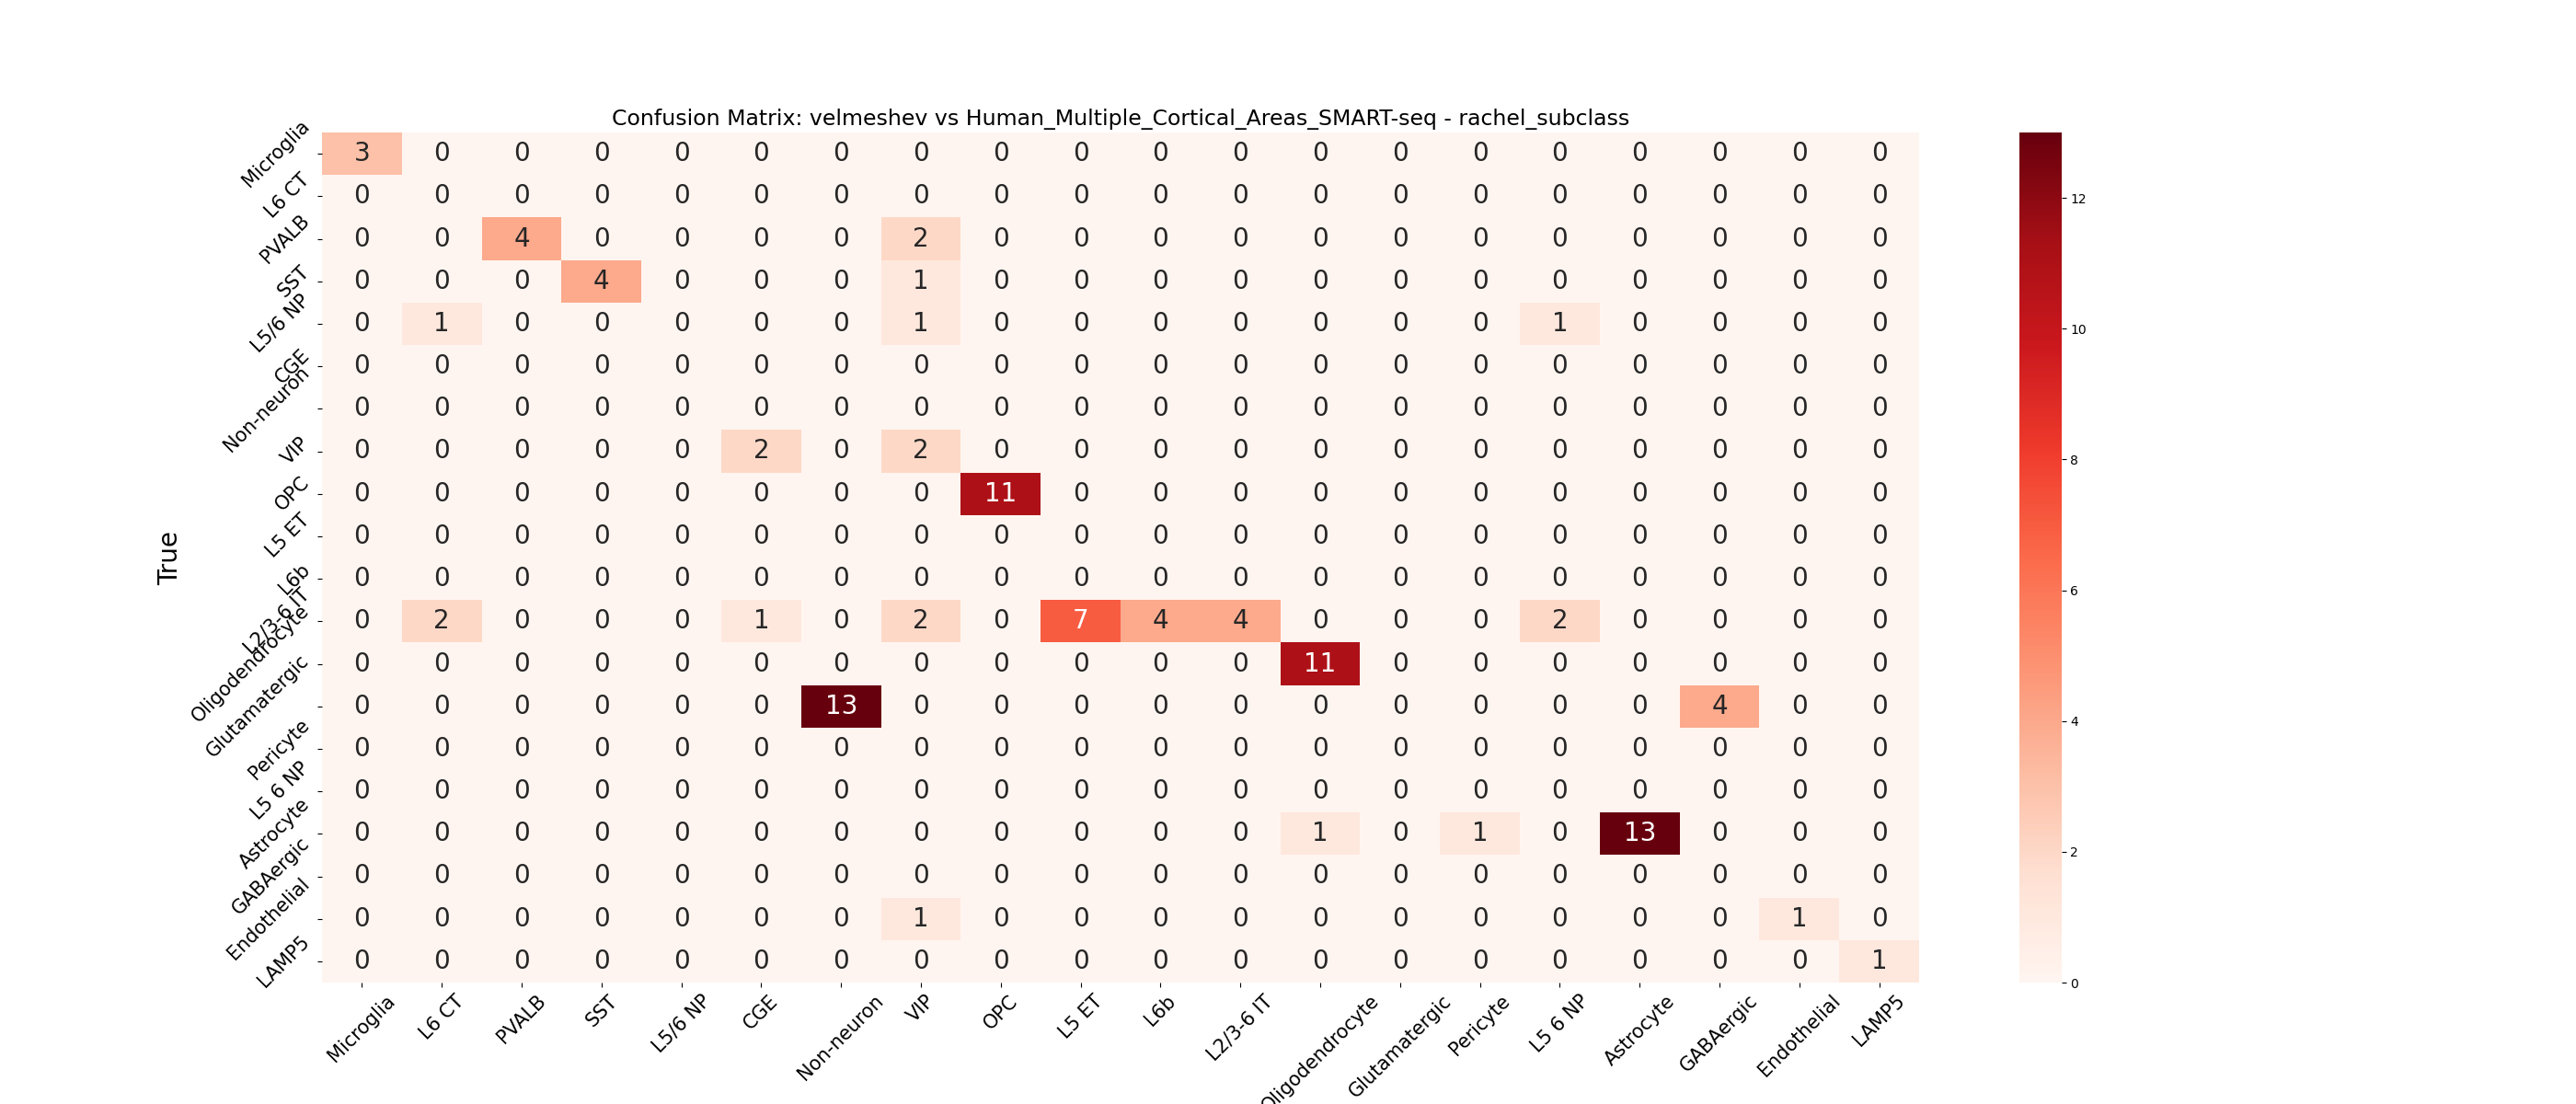 Confusion Matrix: velmeshev vs Human_Multiple_Cortical_Areas_SMART-seq - rachel_subclass
True
Microglia 3 0 0 0 0 0 0 0 0 0 0 0 0 0 0 0 0 0 0 0
L6 CT 0 0 0 0 0 0 0 0 0 0 0 0 0 0 0 0 0 0 0 0
PVALB 0 0 4 0 0 0 0 2 0 0 0 0 0 0 0 0 0 0 0 0
SST 0 0 0 4 0 0 0 1 0 0 0 0 0 0 0 0 0 0 0 0
L5/6 NP 0 1 0 0 0 0 0 1 0 0 0 0 0 0 0 1 0 0 0 0
CGE 0 0 0 0 0 0 0 0 0 0 0 0 0 0 0 0 0 0 0 0
Non-neuron 0 0 0 0 0 0 0 0 0 0 0 0 0 0 0 0 0 0 0 0
VIP 0 0 0 0 0 2 0 2 0 0 0 0 0 0 0 0 0 0 0 0
OPC 0 0 0 0 0 0 0 0 11 0 0 0 0 0 0 0 0 0 0 0
L5 ET 0 0 0 0 0 0 0 0 0 0 0 0 0 0 0 0 0 0 0 0
L6b 0 0 0 0 0 0 0 0 0 0 0 0 0 0 0 0 0 0 0 0
L2/3-6 IT 0 2 0 0 0 1 0 2 0 7 4 4 0 0 0 2 0 0 0 0
Oligodendrocyte 0 0 0 0 0 0 0 0 0 0 0 0 11 0 0 0 0 0 0 0
Glutamatergic 0 0 0 0 0 0 13 0 0 0 0 0 0 0 0 0 0 4 0 0
Pericyte 0 0 0 0 0 0 0 0 0 0 0 0 0 0 0 0 0 0 0 0
L5 6 NP 0 0 0 0 0 0 0 0 0 0 0 0 0 0 0 0 0 0 0 0
Astrocyte 0 0 0 0 0 0 0 0 0 0 0 0 1 0 1 0 13 0 0 0
GABAergic 0 0 0 0 0 0 0 0 0 0 0 0 0 0 0 0 0 0 0 0
Endothelial 0 0 0 0 0 0 0 1 0 0 0 0 0 0 0 0 0 0 1 0
LAMP5 0 0 0 0 0 0 0 0 0 0 0 0 0 0 0 0 0 0 0 1
Microglia L6 CT PVALB SST L5/6 NP CGE Non-neuron VIP OPC L5 ET L6b L2/3-6 IT Oligodendrocyte Glutamatergic Pericyte L5 6 NP Astrocyte GABAergic Endothelial LAMP5
12
10
8
6
4
2
0